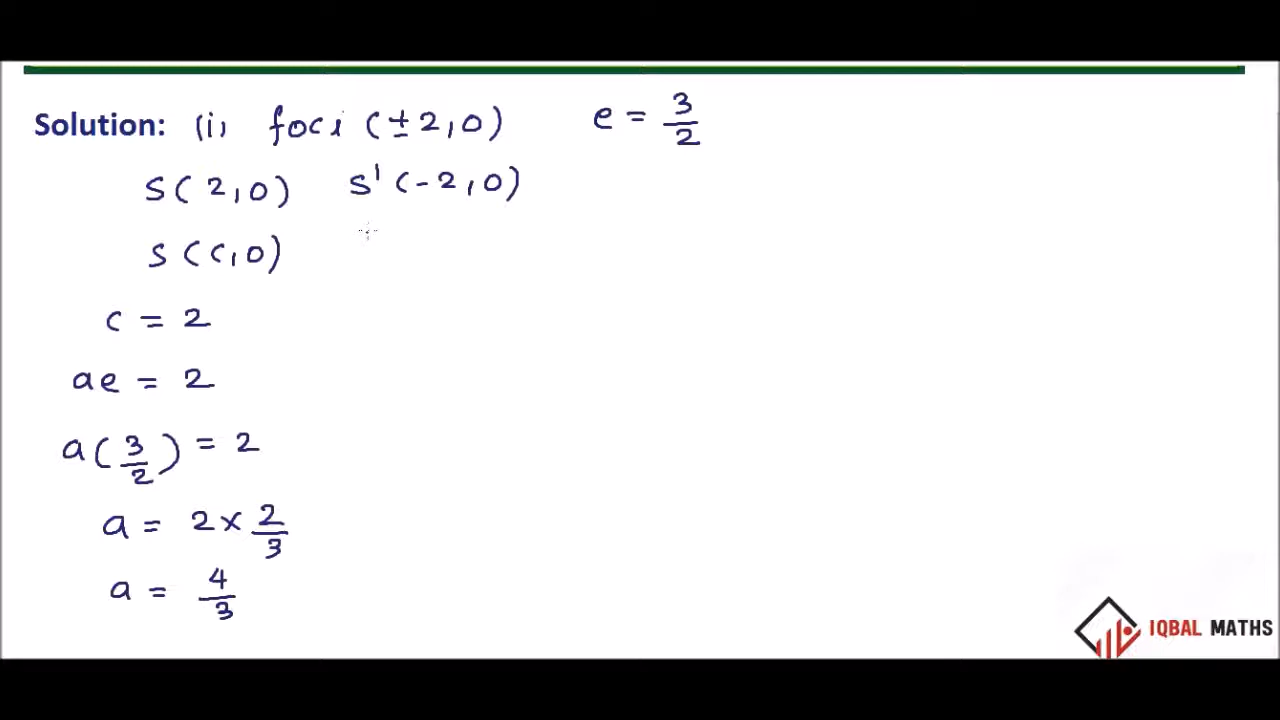 Solution: (i) foci (±2,0) e = 3/2
S(2,0) S'(-2,0)
S(c,0)
c = 2
ae = 2
a(3/2) = 2
a = 2 × 2/3
a = 4/3
IQBAL MATHS